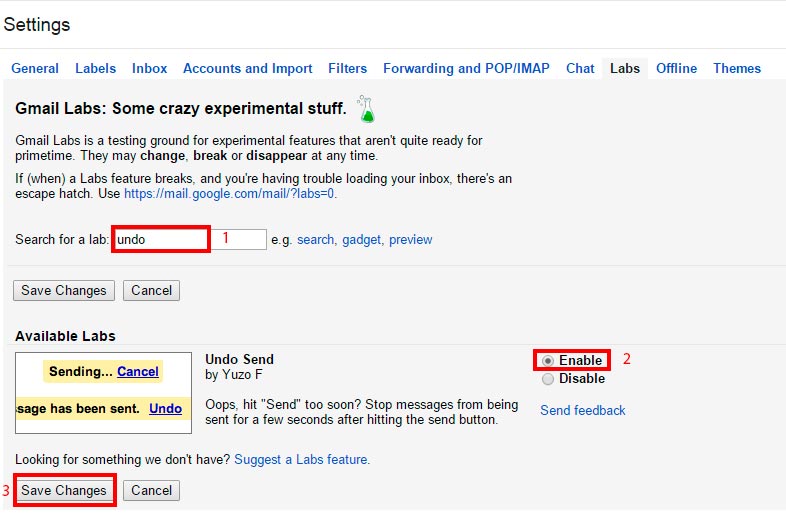 Settings
General Labels Inbox Accounts and Import Filters Forwarding and POP/IMAP Chat Labs Offline Themes
Gmail Labs: Some crazy experimental stuff.
Gmail Labs is a testing ground for experimental features that aren't quite ready for
primetime. They may change, break or disappear at any time.
If (when) a Labs feature breaks, and you're having trouble loading your inbox, there's an
escape hatch. Use https://mail.google.com/mail/?labs=0.
Search for a lab: undo 1 e.g. search, gadget, preview
Save Changes Cancel
Available Labs
Sending... Cancel
ssage has been sent. Undo
Undo Send
by Yuzo F
Oops, hit "Send" too soon? Stop messages from being
sent for a few seconds after hitting the send button.
Enable 2
Disable
Send feedback
Looking for something we don't have? Suggest a Labs feature.
3 Save Changes Cancel